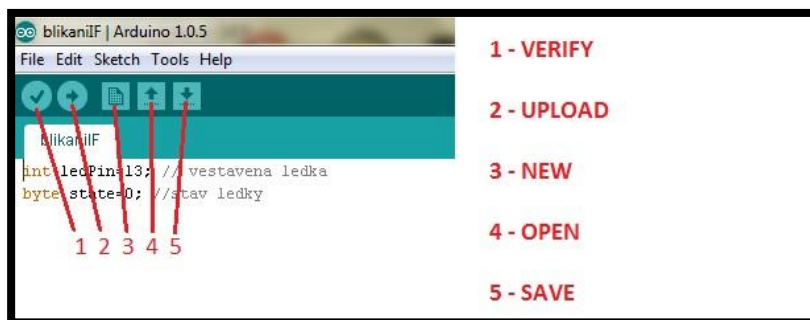 blikaniIF | Arduino 1.0.5
File Edit Sketch Tools Help
blikaniIF
int ledPin=13; // vestavena ledka
byte state=0; //stav ledky
1 2 3 4 5
1 - VERIFY
2 - UPLOAD
3 - NEW
4 - OPEN
5 - SAVE